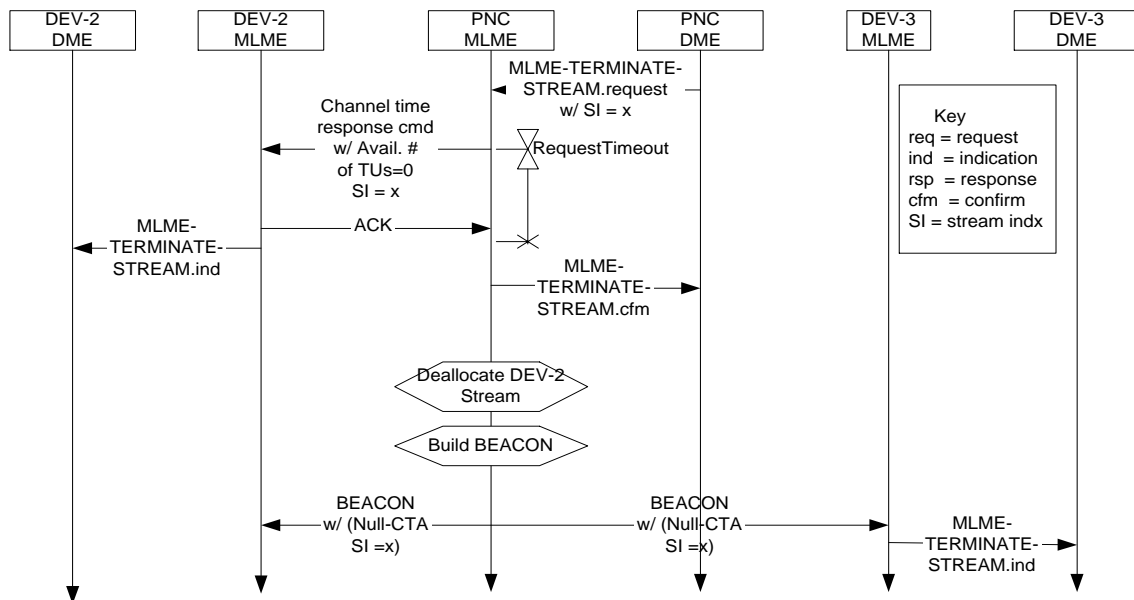 DEV-2
DME
DEV-2
MLME
PNC
MLME
PNC
DME
DEV-3
MLME
DEV-3
DME
MLME-TERMINATE-
STREAM.request
w/ SI = x
Channel time
response cmd
w/ Avail. #
of TUs=0
SI = x
RequestTimeout
Key
req = request
ind = indication
rsp = response
cfm = confirm
SI = stream indx
ACK
MLME-
TERMINATE-
STREAM.ind
MLME-
TERMINATE-
STREAM.cfm
Deallocate DEV-2
Stream
Build BEACON
BEACON
w/ (Null-CTA
SI =x)
BEACON
w/ (Null-CTA
SI =x)
MLME-
TERMINATE-
STREAM.ind